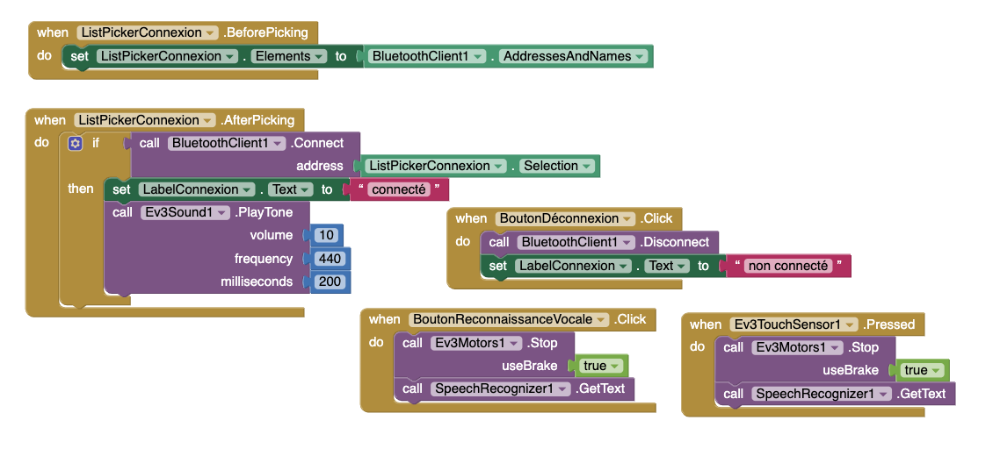 when ListPickerConnexion .BeforePicking
do set ListPickerConnexion . Elements to BluetoothClient1 . AddressesAndNames
when ListPickerConnexion .AfterPicking
do if call BluetoothClient1 .Connect
address ListPickerConnexion . Selection
then set LabelConnexion . Text to “ connecté ”
call Ev3Sound1 .PlayTone
volume 10
frequency 440
milliseconds 200
when BoutonDéconnexion .Click
do call BluetoothClient1 .Disconnect
set LabelConnexion . Text to “ non connecté ”
when BoutonReconnaissanceVocale .Click
do call Ev3Motors1 .Stop
useBrake true
call SpeechRecognizer1 .GetText
when Ev3TouchSensor1 .Pressed
do call Ev3Motors1 .Stop
useBrake true
call SpeechRecognizer1 .GetText